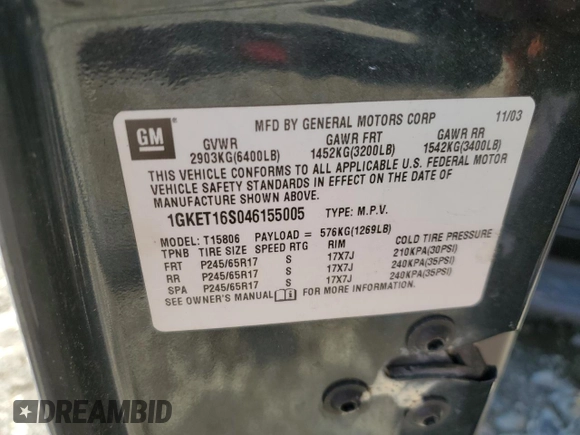 GM
MFD BY GENERAL MOTORS CORP 11/03
GVWR GAWR FRT GAWR RR
2903KG(6400LB) 1452KG(3200LB) 1542KG(3400LB)
THIS VEHICLE CONFORMS TO ALL APPLICABLE U.S. FEDERAL MOTOR
VEHICLE SAFETY STANDARDS IN EFFECT ON THE DATE OF
MANUFACTURE SHOWN ABOVE.
1GKET16S046155005 TYPE: M.P.V.
MODEL: T15806 PAYLOAD = 576KG(1269LB)
TPNB TIRE SIZE SPEED RTG RIM COLD TIRE PRESSURE
FRT P245/65R17 S 17X7J 210KPA(30PSI)
RR P245/65R17 S 17X7J 240KPA(35PSI)
SPA P245/65R17 S 17X7J 240KPA(35PSI)
SEE OWNER'S MANUAL FOR MORE INFORMATION.
DREAMBID